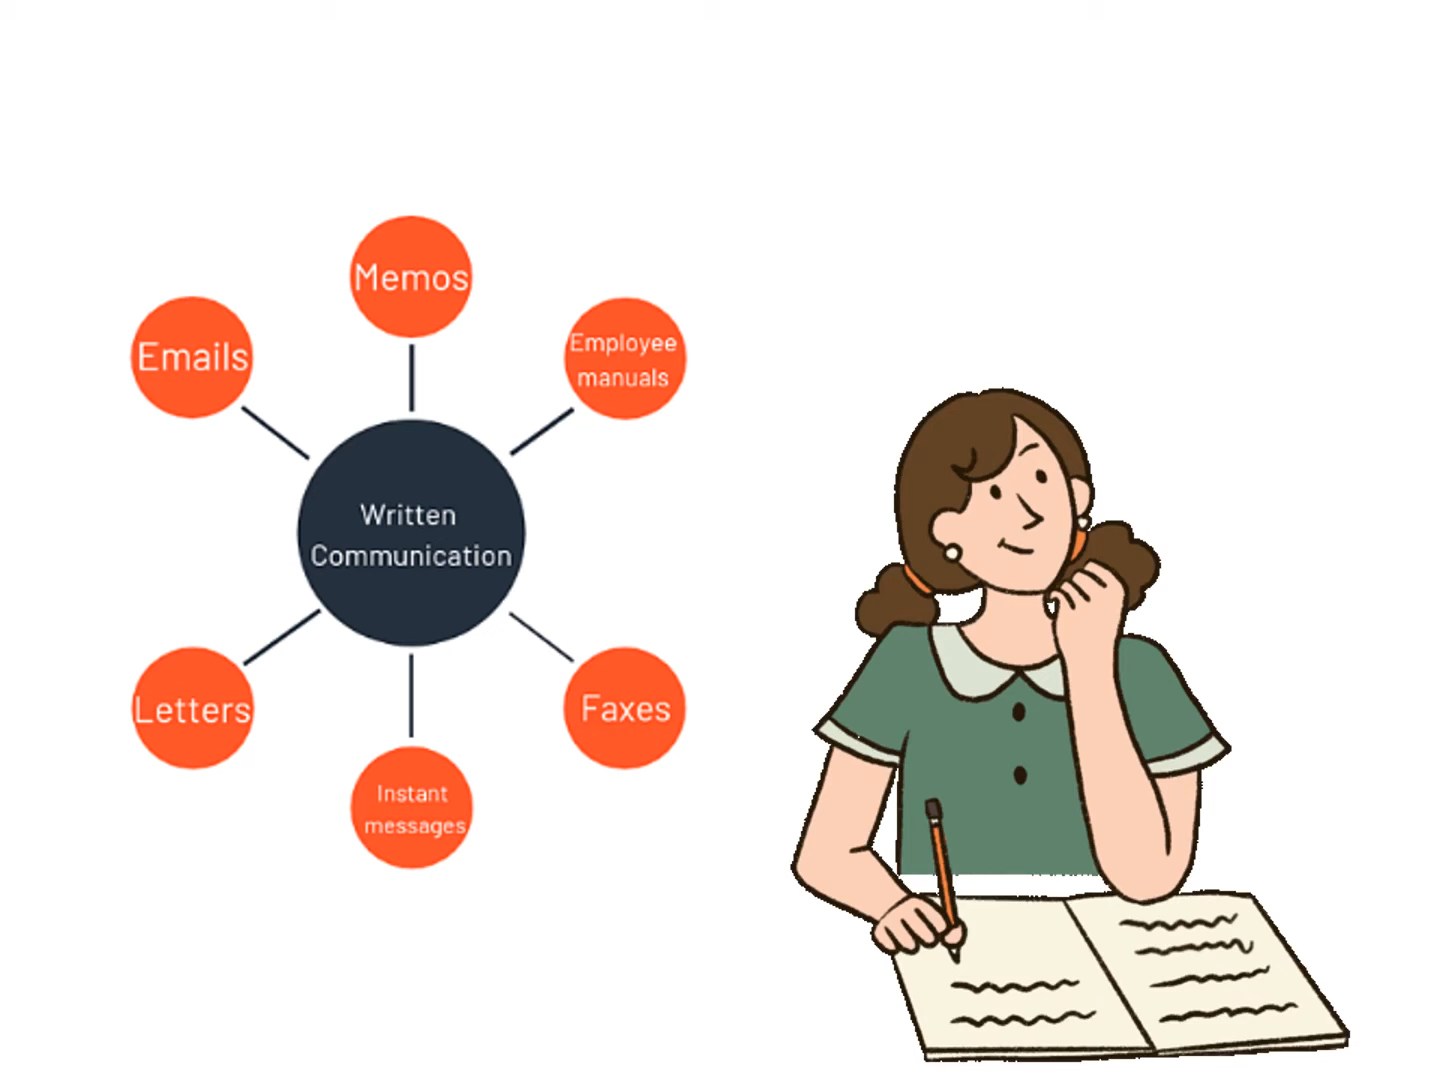 Memos
Emails
Employee
manuals
Written
Communication
Letters
Faxes
Instant
messages